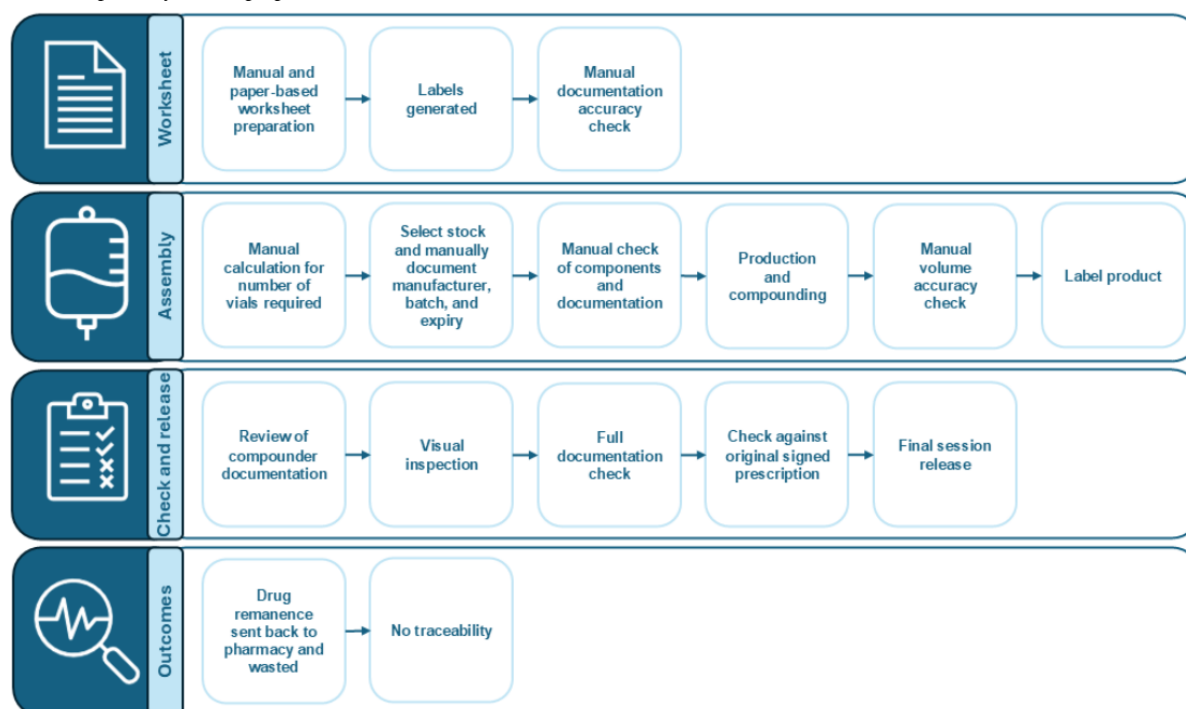 Worksheet
Manual and
paper-based
worksheet
preparation
Labels
generated
Manual
documentation
accuracy
check
Assembly
Manual
calculation for
number of
vials required
Select stock
and manually
document
manufacturer,
batch, and
expiry
Manual check
of components
and
documentation
Production
and
compounding
Manual
volume
accuracy
check
Label product
Check and release
Review of
compounder
documentation
Visual
inspection
Full
documentation
check
Check against
original signed
prescription
Final session
release
Outcomes
Drug
remanence
sent back to
pharmacy and
wasted
No traceability